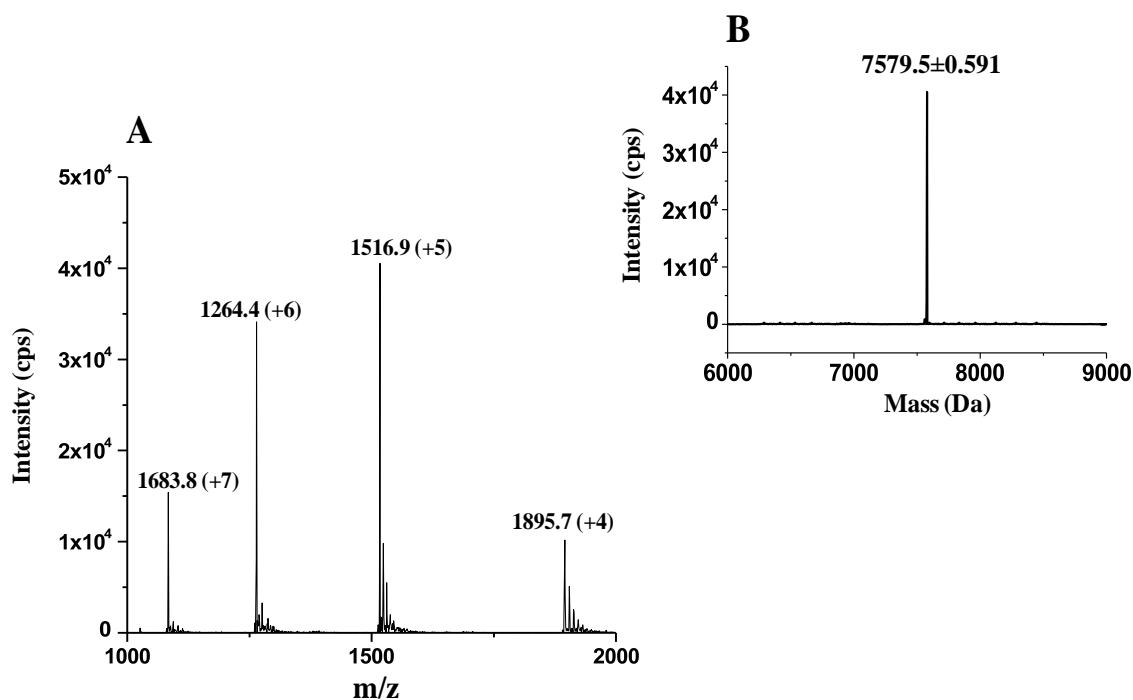 B
7579.5±0.591
4x10⁴
3x10⁴
2x10⁴
1x10⁴
0
Intensity (cps)
6000 7000 8000 9000
Mass (Da)
A
5x10⁴
4x10⁴
3x10⁴
2x10⁴
1x10⁴
0
Intensity (cps)
1683.8 (+7)
1264.4 (+6)
1516.9 (+5)
1895.7 (+4)
1000 1500 2000
m/z